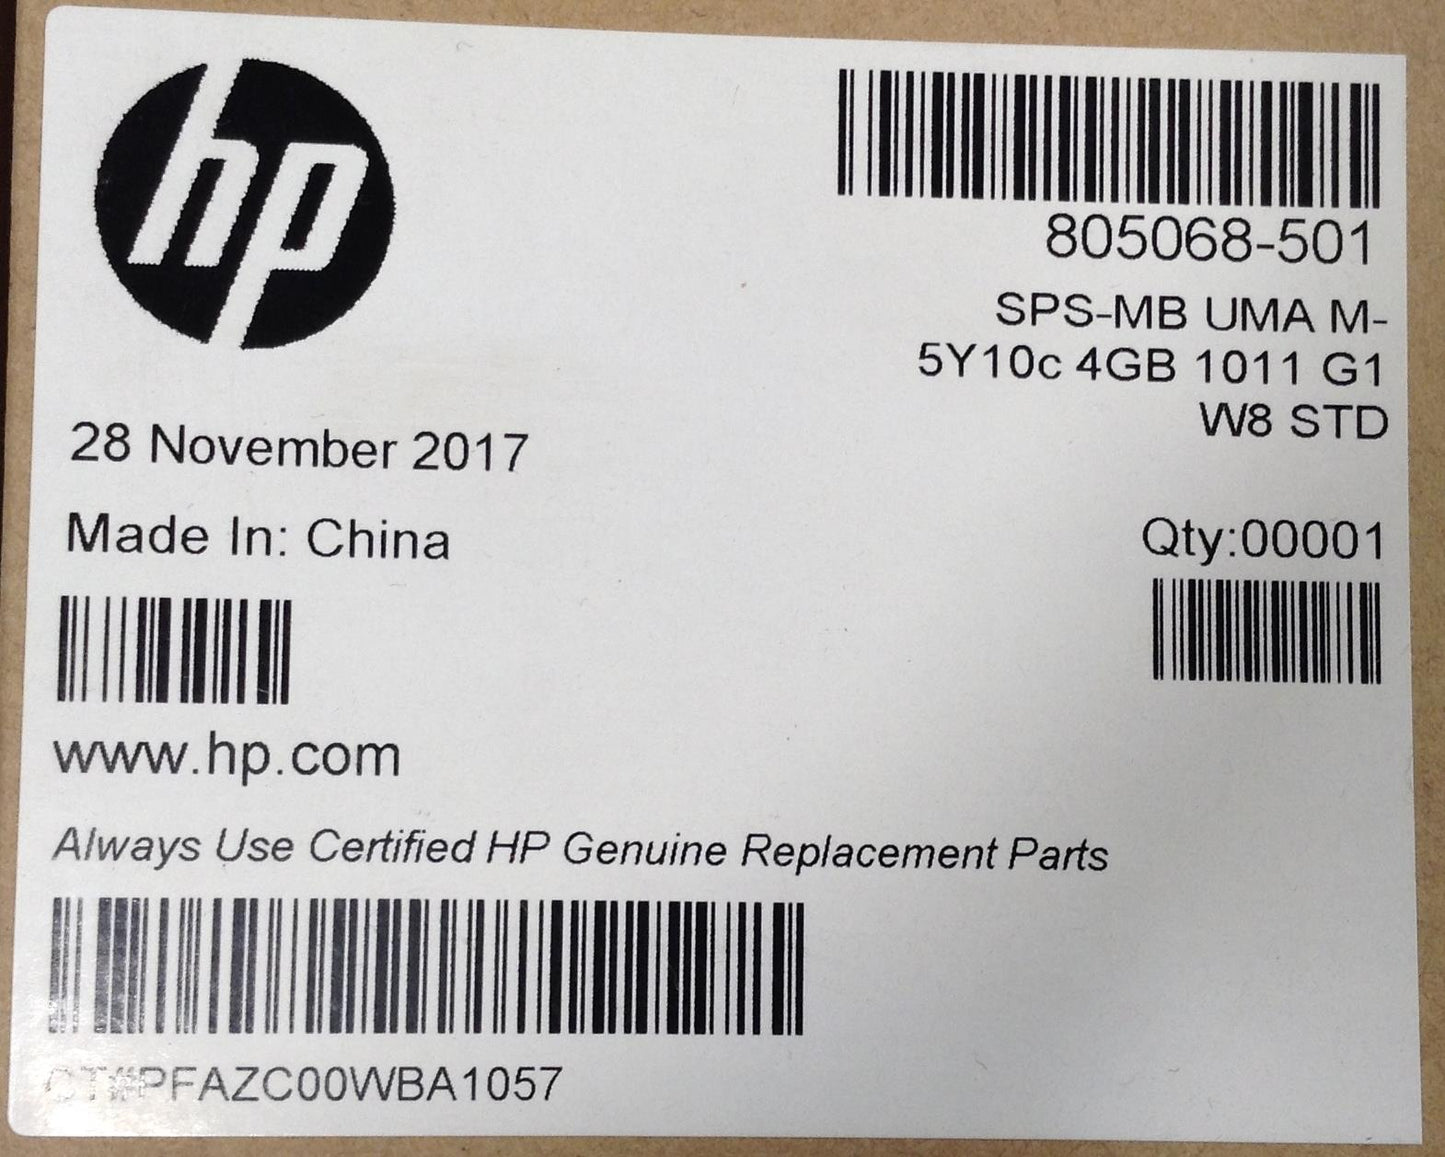 hp
805068-501
SPS-MB UMA M-
5Y10c 4GB 1011 G1
W8 STD
28 November 2017
Made In: China
Qty:00001
www.hp.com
Always Use Certified HP Genuine Replacement Parts
CT#PFAZC00WBA1057